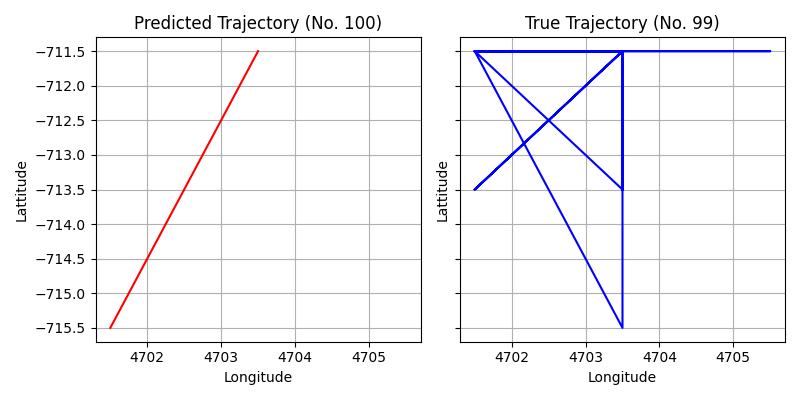 Predicted Trajectory (No. 100)
True Trajectory (No. 99)
−711.5
−712.0
−712.5
−713.0
−713.5
−714.0
−714.5
−715.0
−715.5
Lattitude
Lattitude
4702 4703 4704 4705
4702 4703 4704 4705
Longitude
Longitude